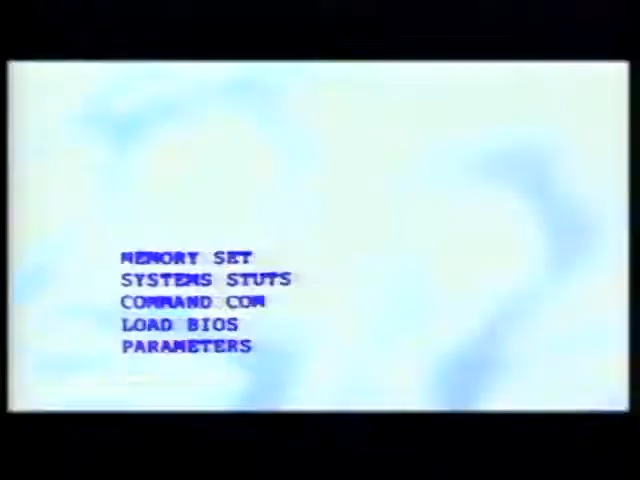 MEMORY SET
SYSTEMS STUTS
COMMAND COM
LOAD BIOS
PARAMETERS